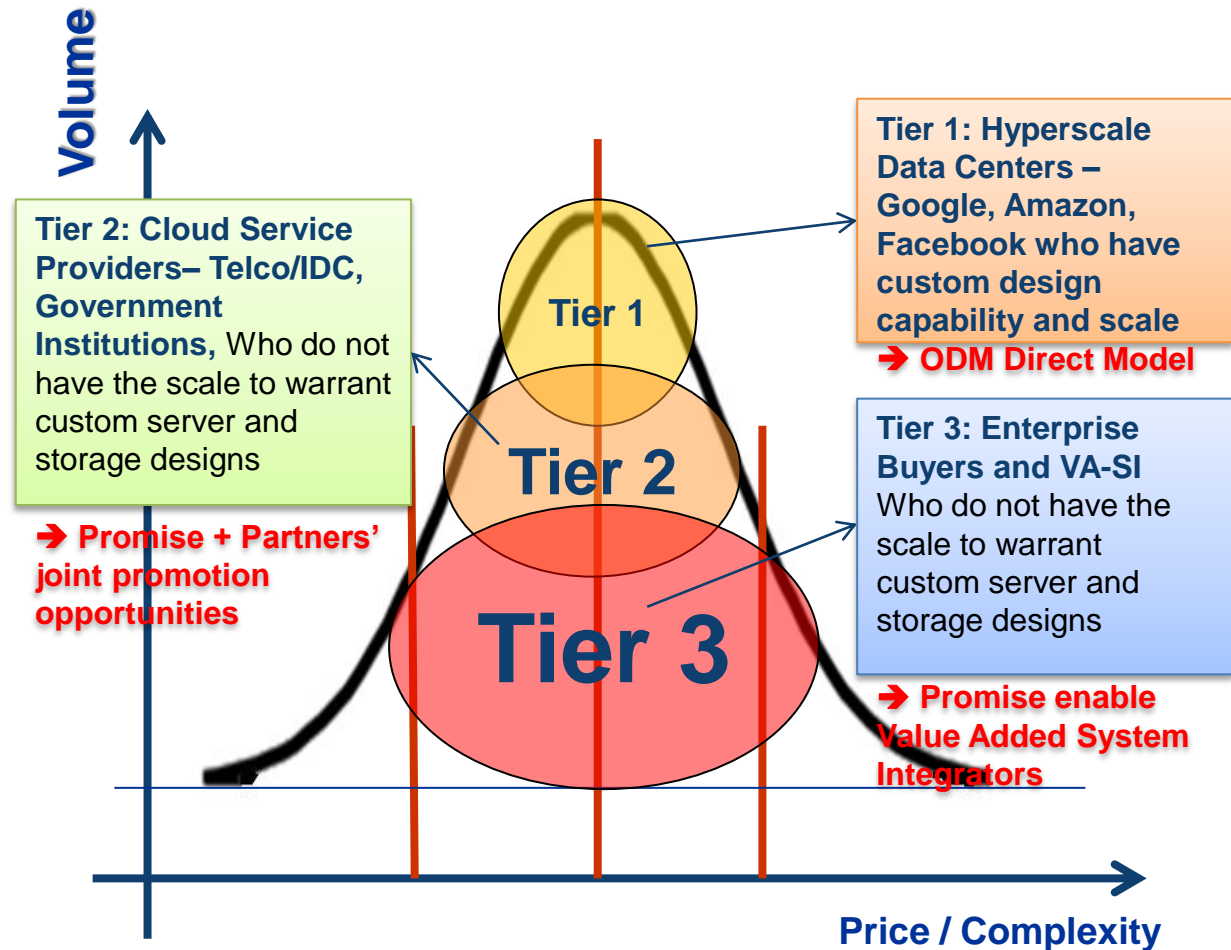 Volume
Tier 1: Hyperscale
Data Centers –
Google, Amazon,
Facebook who have
custom design
capability and scale
➔ ODM Direct Model
Tier 2: Cloud Service
Providers– Telco/IDC,
Government
Institutions, Who do not
have the scale to warrant
custom server and
storage designs
➔ Promise + Partners’
joint promotion
opportunities
Tier 1
Tier 2
Tier 3
Tier 3: Enterprise
Buyers and VA-SI
Who do not have the
scale to warrant
custom server and
storage designs
➔ Promise enable
Value Added System
Integrators
Price / Complexity